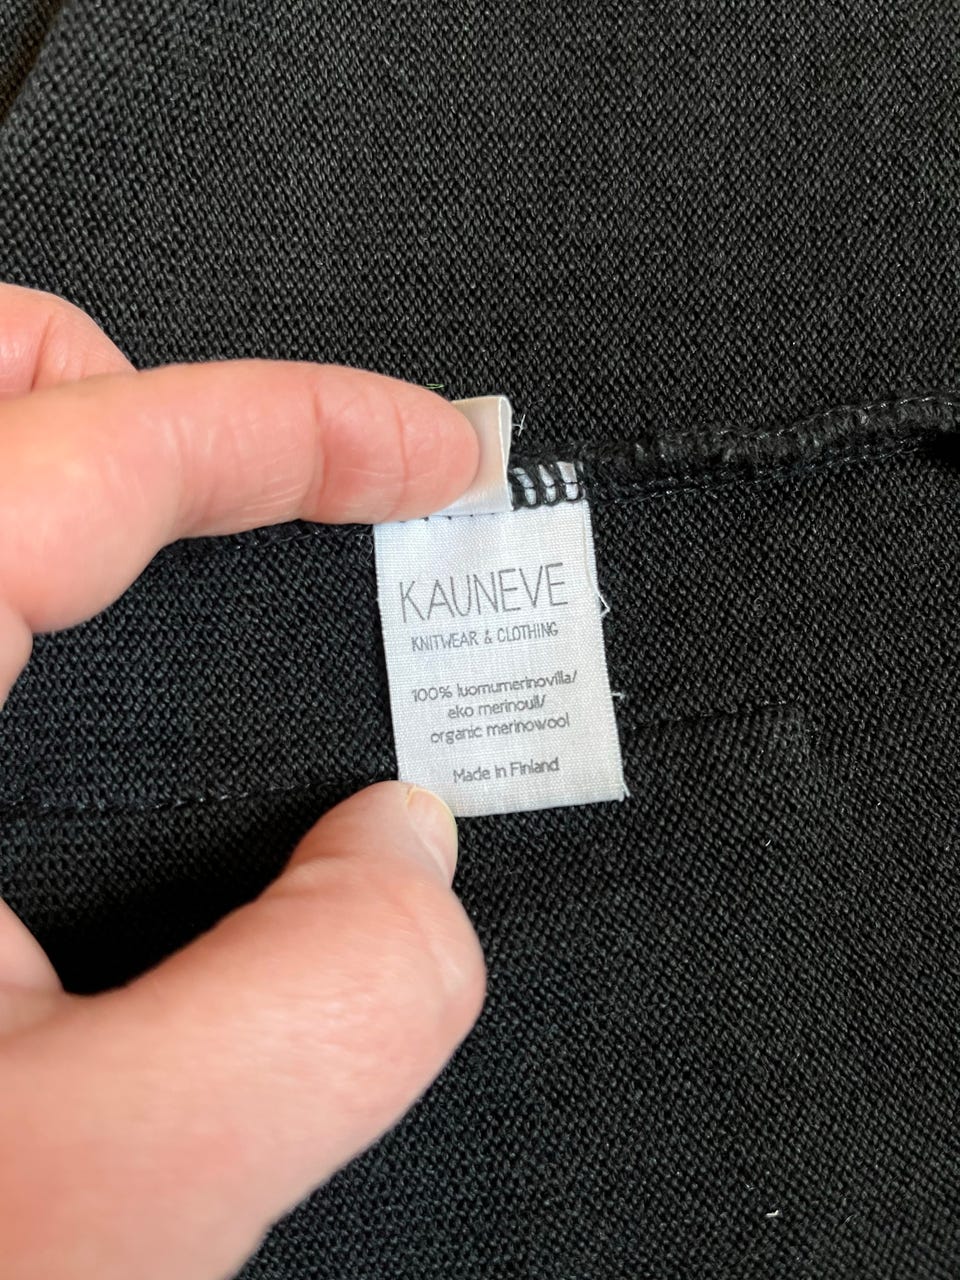 KAUNEVE
KNITWEAR & CLOTHING
100% luomumerinovilla/
eko merinoull/
organic merinowool
Made in Finland